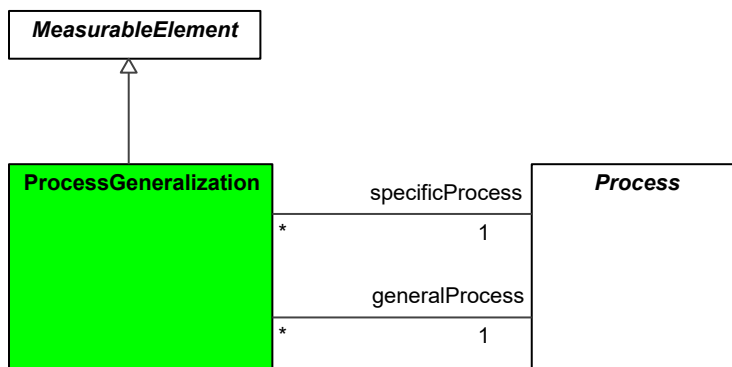 MeasurableElement
ProcessGeneralization
specificProcess
Process
* 1
generalProcess
* 1